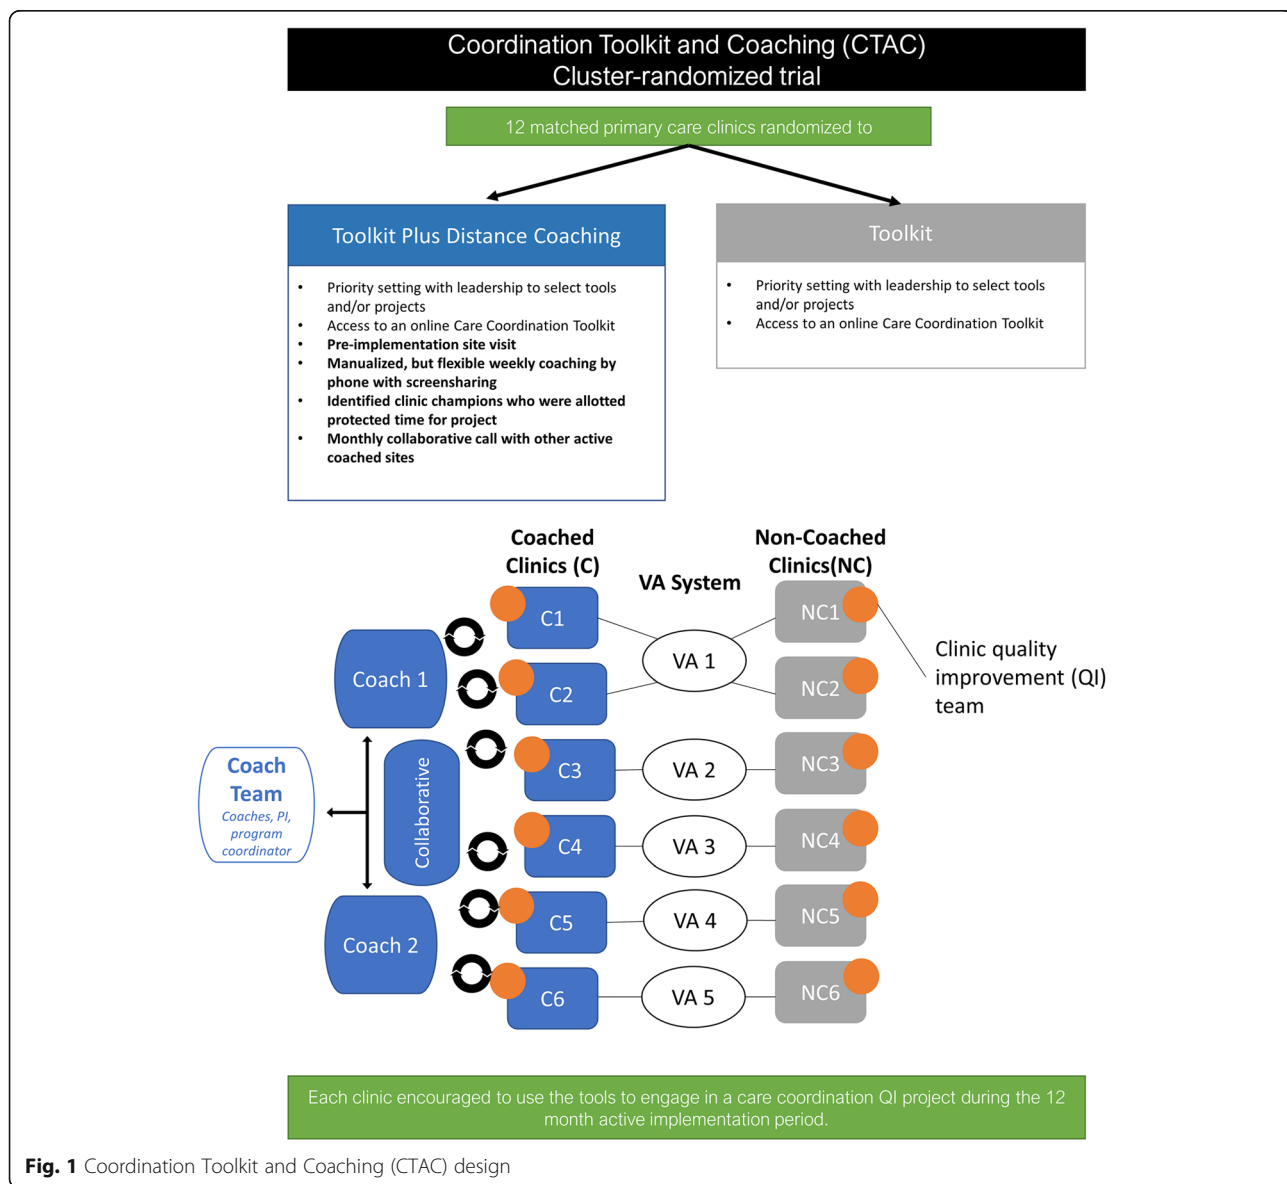 Coordination Toolkit and Coaching (CTAC)
Cluster-randomized trial
12 matched primary care clinics randomized to
Toolkit Plus Distance Coaching
• Priority setting with leadership to select tools
and/or projects
• Access to an online Care Coordination Toolkit
• Pre-implementation site visit
• Manualized, but flexible weekly coaching by
phone with screensharing
• Identified clinic champions who were allotted
protected time for project
• Monthly collaborative call with other active
coached sites
Toolkit
• Priority setting with leadership to select tools
and/or projects
• Access to an online Care Coordination Toolkit
Coached
Clinics (C)
VA System
Non-Coached
Clinics(NC)
Coach 1
Coach
Team
Coaches, PI,
program
coordinator
Collaborative
Coach 2
C1
C2
C3
C4
C5
C6
VA 1
VA 2
VA 3
VA 4
VA 5
NC1
NC2
NC3
NC4
NC5
NC6
Clinic quality
improvement (QI)
team
Each clinic encouraged to use the tools to engage in a care coordination QI project during the 12
month active implementation period.
Fig. 1 Coordination Toolkit and Coaching (CTAC) design